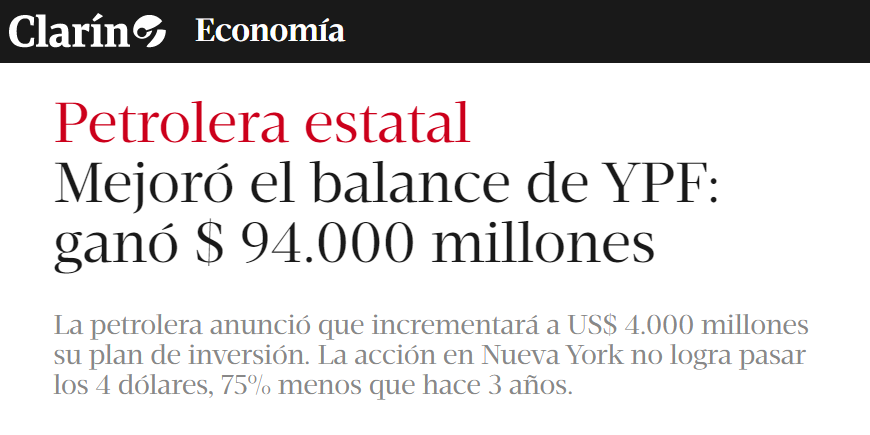 Clarín Economía
Petrolera estatal
Mejoró el balance de YPF:
ganó $ 94.000 millones
La petrolera anunció que incrementará a US$ 4.000 millones
su plan de inversión. La acción en Nueva York no logra pasar
los 4 dólares, 75% menos que hace 3 años.